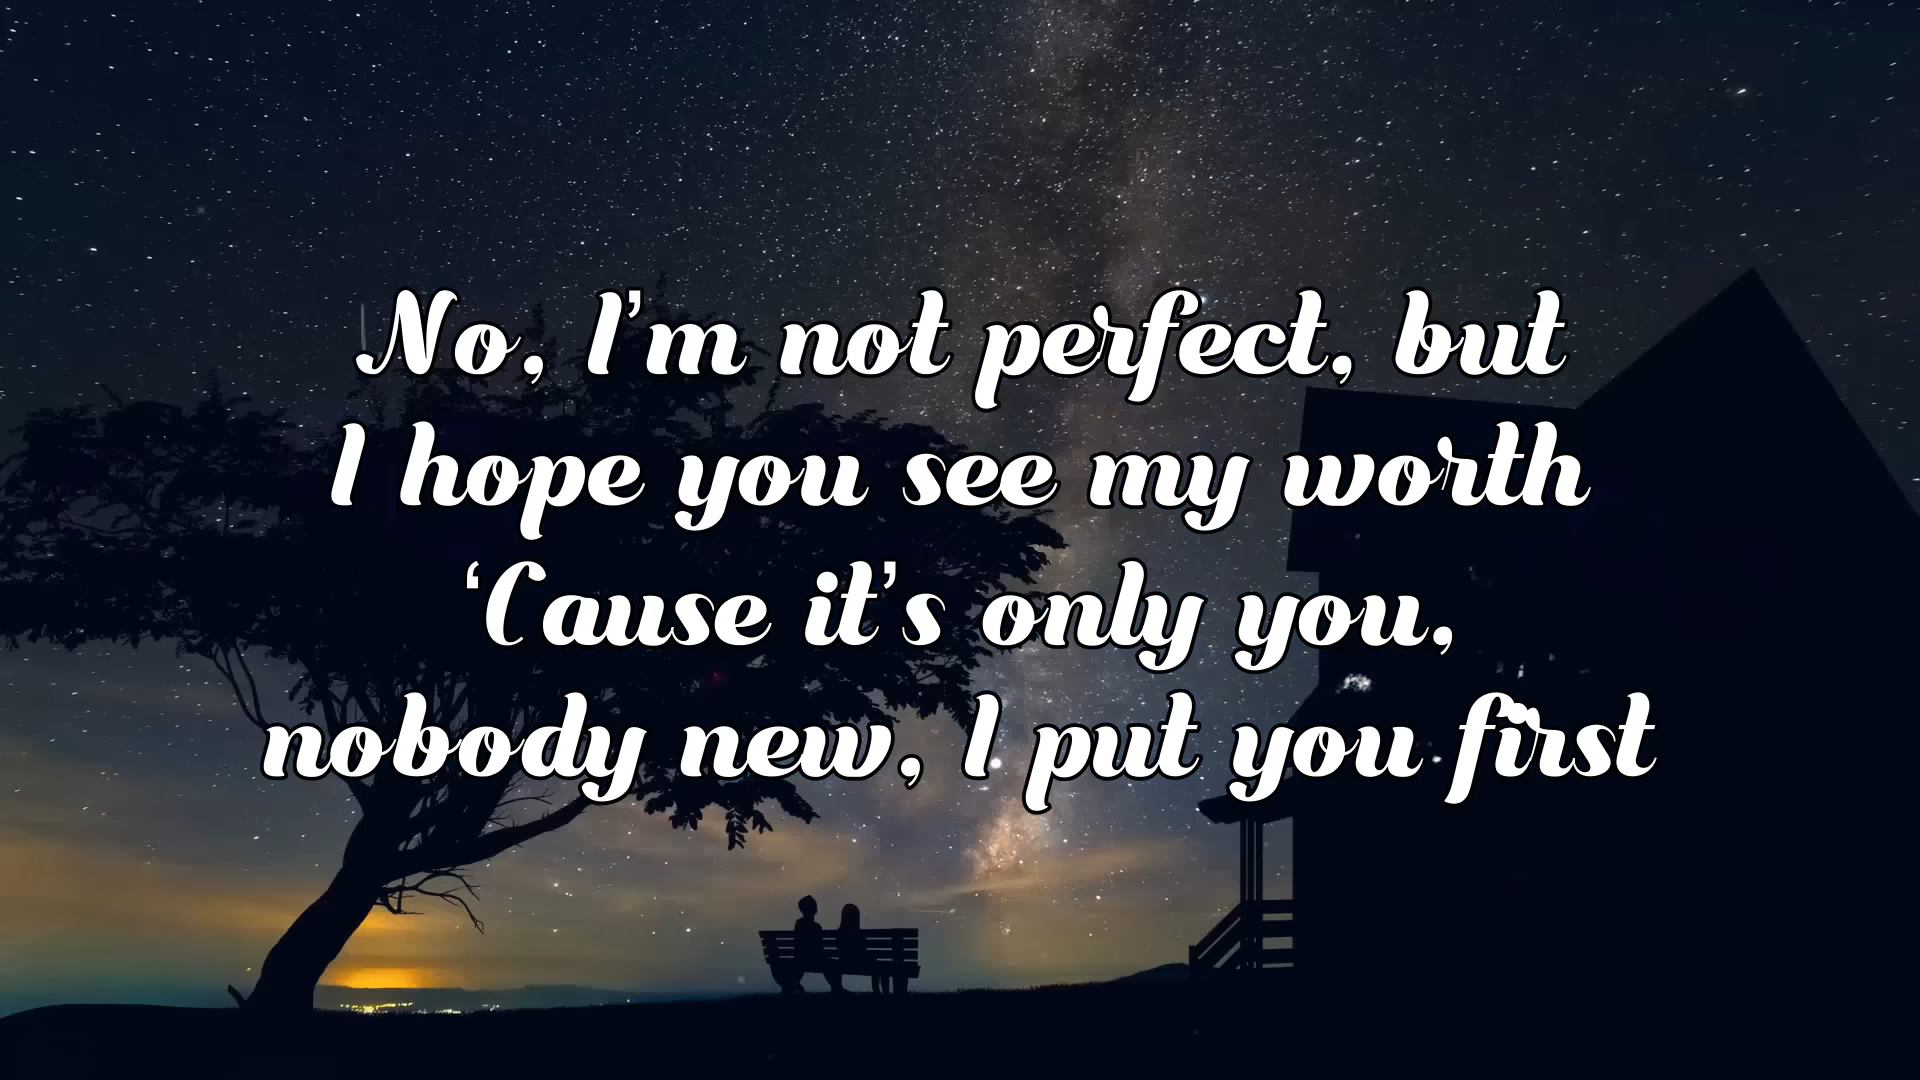 No, I’m not perfect, but
I hope you see my worth
‘Cause it’s only you,
nobody new, I put you first